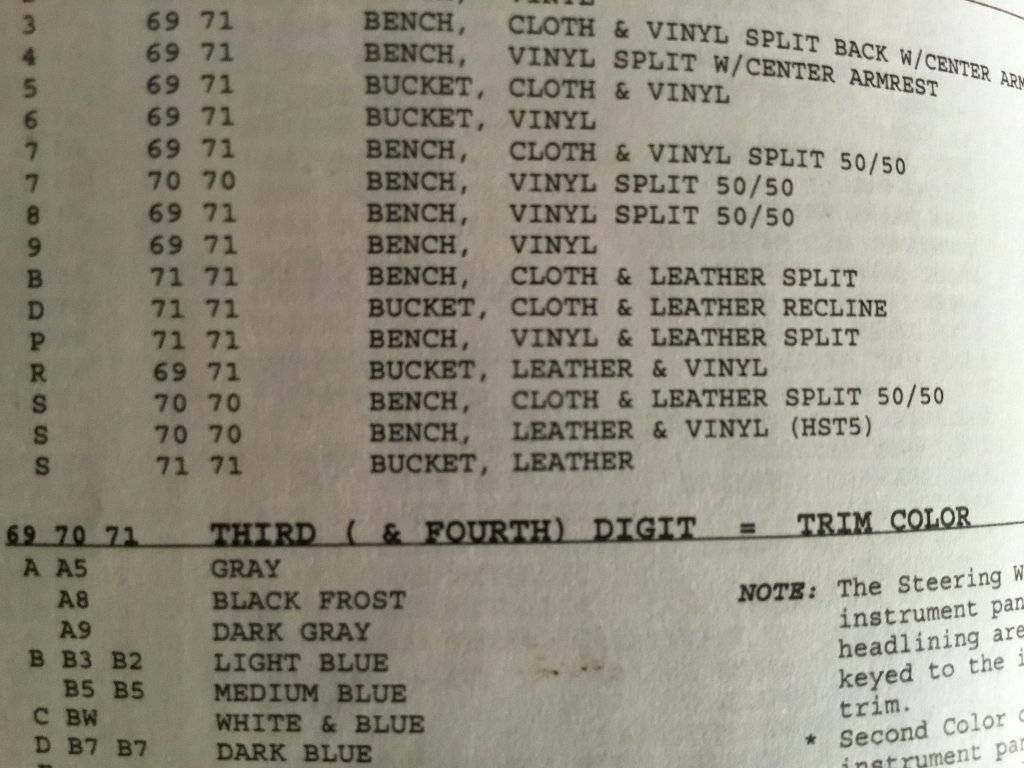 3 69 71 BENCH, CLOTH & VINYL SPLIT BACK W/CENTER
4 69 71 BENCH, VINYL SPLIT W/CENTER ARMREST
5 69 71 BUCKET, CLOTH & VINYL
6 69 71 BUCKET, VINYL
7 69 71 BENCH, CLOTH & VINYL SPLIT 50/50
7 70 70 BENCH, VINYL SPLIT 50/50
8 69 71 BENCH, VINYL SPLIT 50/50
9 69 71 BENCH, VINYL
B 71 71 BENCH, CLOTH & LEATHER SPLIT
D 71 71 BUCKET, CLOTH & LEATHER RECLINE
P 71 71 BENCH, VINYL & LEATHER SPLIT
R 69 71 BUCKET, LEATHER & VINYL
S 70 70 BENCH, CLOTH & LEATHER SPLIT 50/50
S 70 70 BENCH, LEATHER & VINYL (HST5)
S 71 71 BUCKET, LEATHER
69 70 71 THIRD ( & FOURTH) DIGIT = TRIM COLOR
A A5 GRAY
A8 BLACK FROST
A9 DARK GRAY
B B3 B2 LIGHT BLUE
B5 B5 MEDIUM BLUE
C BW WHITE & BLUE
D B7 B7 DARK BLUE
NOTE: The Steering W
instrument pan
headlining are
keyed to the i
trim.
* Second Color
instrument pan